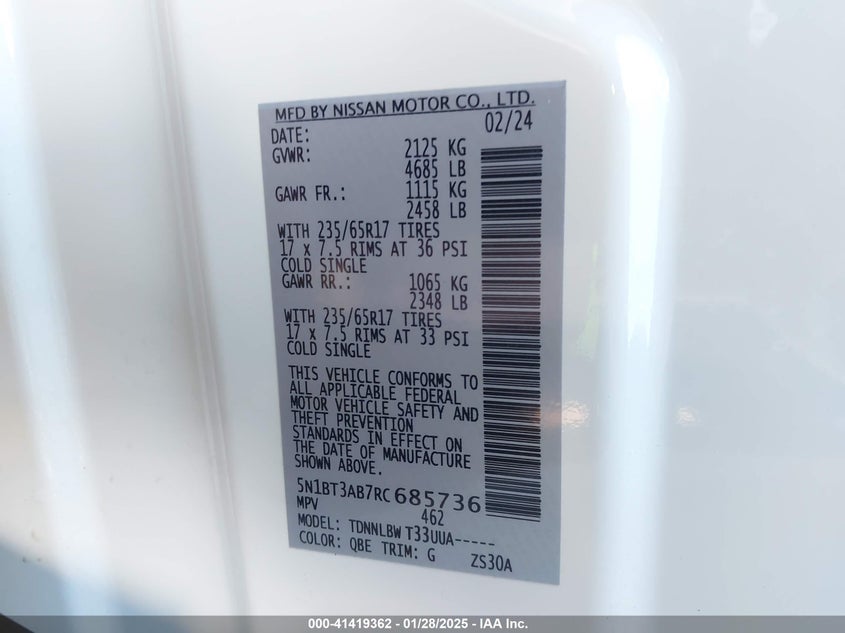 MFD BY NISSAN MOTOR CO., LTD.
DATE: 02/24
GVWR: 2125 KG
4685 LB
GAWR FR.: 1115 KG
2458 LB
WITH 235/65R17 TIRES
17 x 7.5 RIMS AT 36 PSI
COLD SINGLE
GAWR RR.: 1065 KG
2348 LB
WITH 235/65R17 TIRES
17 x 7.5 RIMS AT 33 PSI
COLD SINGLE
THIS VEHICLE CONFORMS TO
ALL APPLICABLE FEDERAL
MOTOR VEHICLE SAFETY AND
THEFT PREVENTION
STANDARDS IN EFFECT ON
THE DATE OF MANUFACTURE
SHOWN ABOVE.
5N1BT3AB7RC685736
MPV 462
MODEL: TDNNLBW T33UUA-----
COLOR: QBE TRIM: G ZS30A
000-41419362 - 01/28/2025 - IAA Inc.